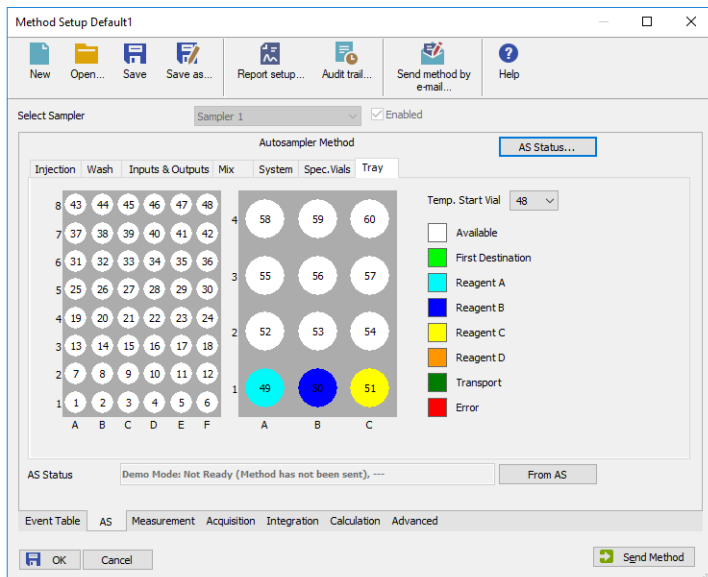 Method Setup Default1
New Open... Save Save as... Report setup... Audit trail... Send method by e-mail... Help
Select Sampler Sampler 1 Enabled
Autosampler Method AS Status...
Injection Wash Inputs & Outputs Mix System Spec.Vials Tray
8 43 44 45 46 47 48
7 37 38 39 40 41 42
6 31 32 33 34 35 36
5 25 26 27 28 29 30
4 19 20 21 22 23 24
3 13 14 15 16 17 18
2 7 8 9 10 11 12
1 1 2 3 4 5 6
A B C D E F
4 58 59 60
3 55 56 57
2 52 53 54
1 49 50 51
A B C
Temp. Start Vial 48
Available
First Destination
Reagent A
Reagent B
Reagent C
Reagent D
Transport
Error
AS Status Demo Mode: Not Ready (Method has not been sent), --- From AS
Event Table AS Measurement Acquisition Integration Calculation Advanced
OK Cancel Send Method